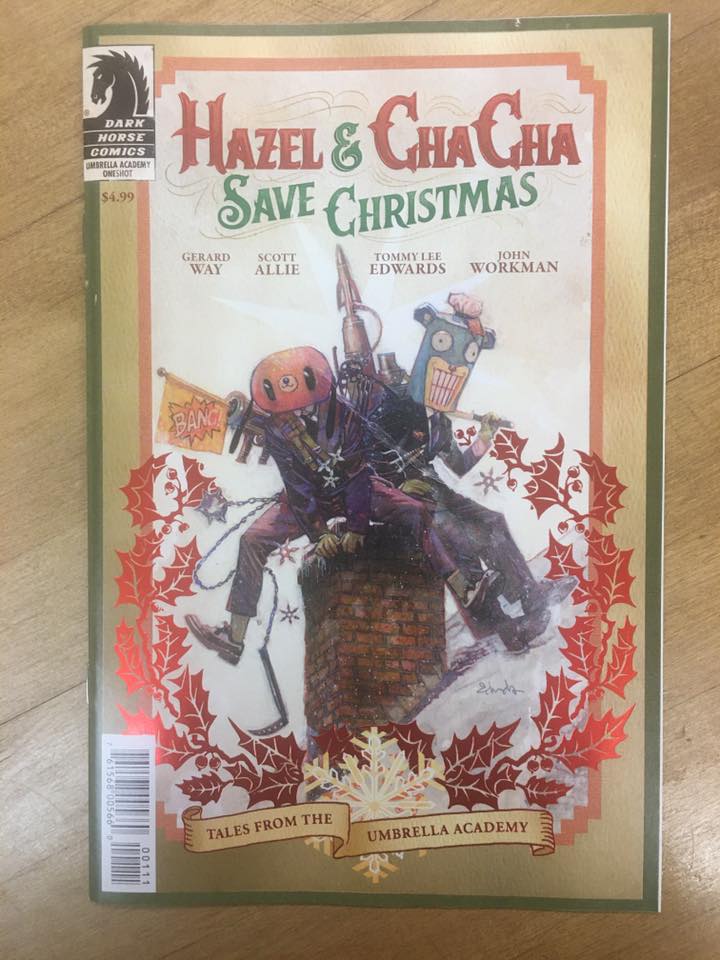 DARK
HORSE
COMICS
UMBRELLA ACADEMY
ONESHOT
$4.99
HAZEL & CHA CHA
SAVE CHRISTMAS
GERARD WAY
SCOTT ALLIE
TOMMY LEE EDWARDS
JOHN WORKMAN
BANG!
TALES FROM THE
UMBRELLA ACADEMY
00111